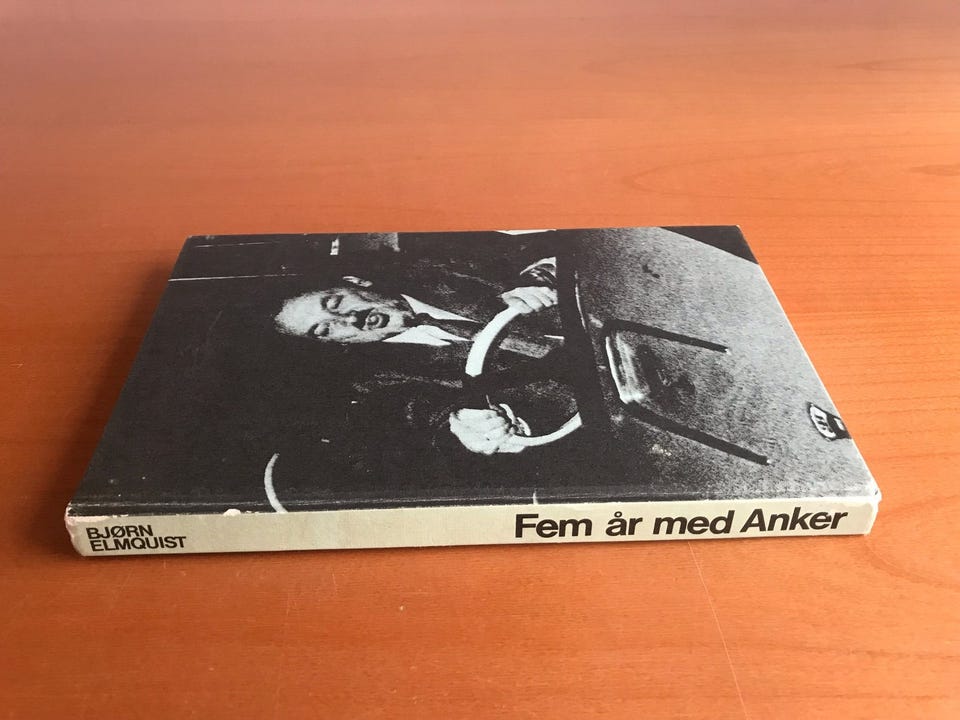 BJØRN
ELMQUIST
Fem år med Anker